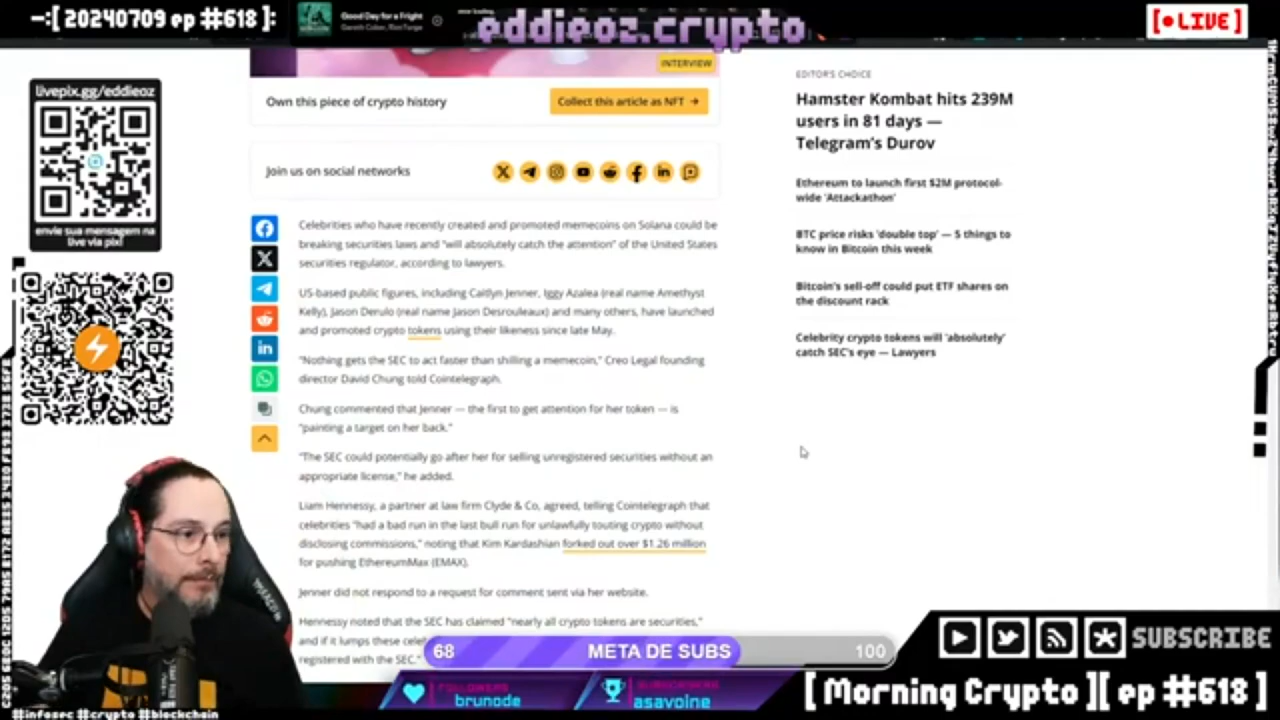 -:[ 20240709 ep #618 ]:
Good Day for a Fright
eddieoz.crypto
[ LIVE ]
livepix.gg/eddieoz
envie sua mensagem na
live via pix!
INTERVIEW
Own this piece of crypto history
Collect this article as NFT →
Join us on social networks
Celebrities who have recently created and promoted memecoins on Solana could be
breaking securities laws and "will absolutely catch the attention" of the United States
securities regulator, according to lawyers.
US-based public figures, including Caitlyn Jenner, Iggy Azalea (real name Amethyst
Kelly), Jason Derulo (real name Jason Desrouleaux) and many others, have launched
and promoted crypto tokens using their likeness since late May.
"Nothing gets the SEC to act faster than shilling a memecoin," Creo Legal founding
director David Chung told Cointelegraph.
Chung commented that Jenner — the first to get attention for her token — is
"painting a target on her back."
"The SEC could potentially go after her for selling unregistered securities without an
appropriate license," he added.
Liam Hennessy, a partner at law firm Clyde & Co, agreed, telling Cointelegraph that
celebrities "had a bad run in the last bull run for unlawfully touting crypto without
disclosing commissions," noting that Kim Kardashian forked out over $1.26 million
for pushing EthereumMax (EMAX).
Jenner did not respond to a request for comment sent via her website.
Hennessy noted that the SEC has claimed "nearly all crypto tokens are securities,"
and if it lumps these
registered with the SEC."
EDITOR'S CHOICE
Hamster Kombat hits 239M
users in 81 days —
Telegram's Durov
Ethereum to launch first $2M protocol-
wide 'Attackathon'
BTC price risks 'double top' — 5 things to
know in Bitcoin this week
Bitcoin's sell-off could put ETF shares on
the discount rack
Celebrity crypto tokens will 'absolutely'
catch SEC's eye — Lawyers
68 META DE SUBS 100
FOLLOWERS
brunode
SUBSCRIBERS
asavoine
SUBSCRIBE
[ Morning Crypto ][ ep #618 ]
#infosec #crypto #blockchain